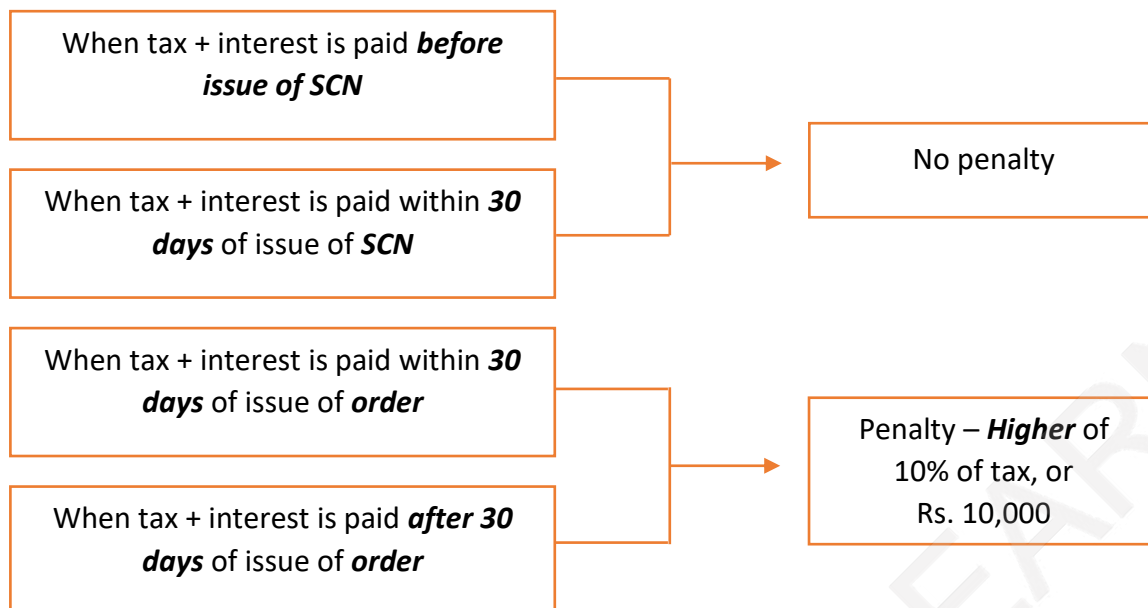 When tax + interest is paid before
issue of SCN
When tax + interest is paid within 30
days of issue of SCN
No penalty
When tax + interest is paid within 30
days of issue of order
When tax + interest is paid after 30
days of issue of order
Penalty – Higher of
10% of tax, or
Rs. 10,000